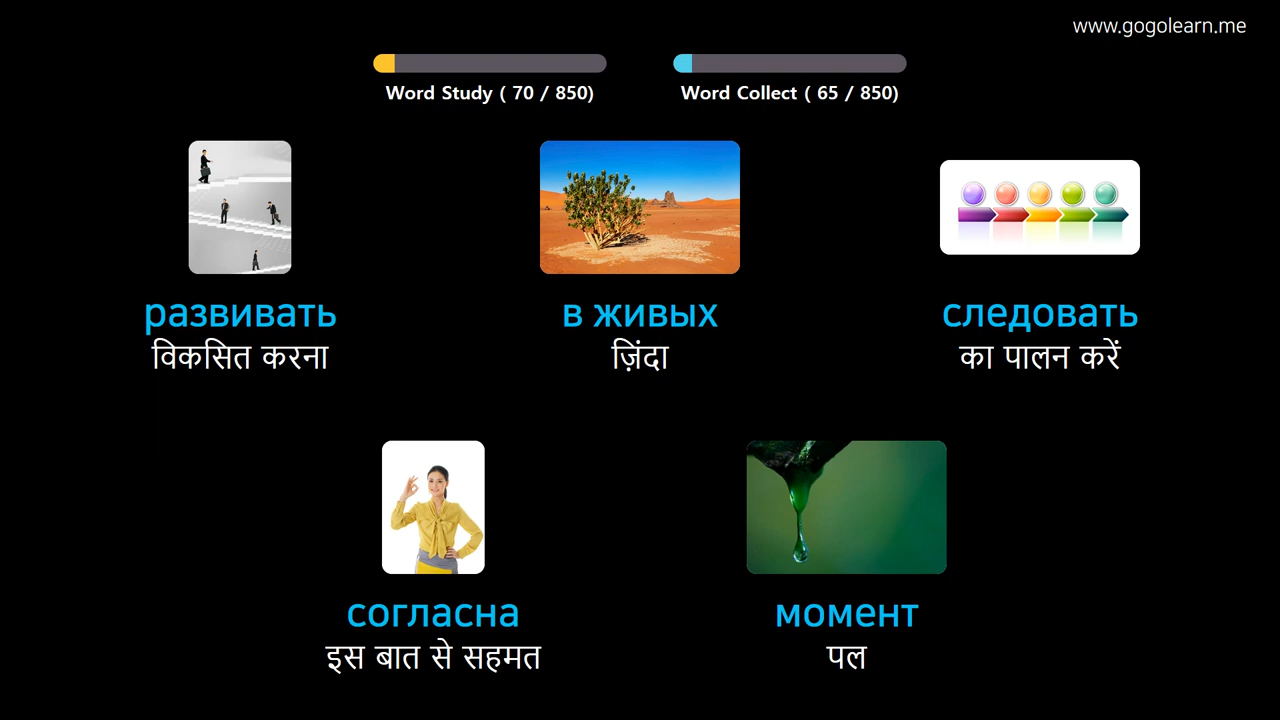 www.gogolearn.me
Word Study ( 70 / 850)
Word Collect ( 65 / 850)
развивать
विकसित करना
в живых
ज़िंदा
следовать
का पालन करें
согласна
इस बात से सहमत
момент
पल